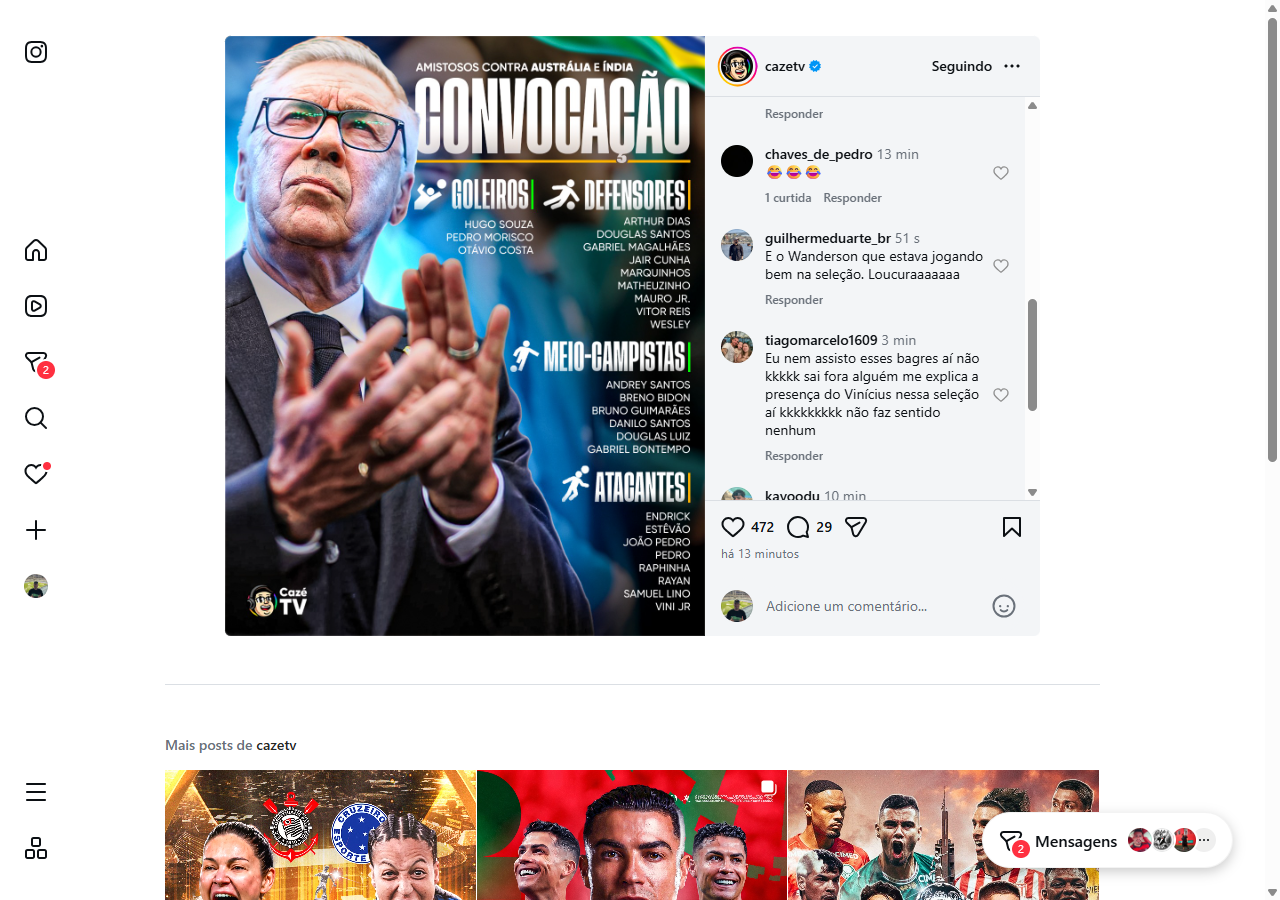 AMISTOSOS CONTRA AUSTRÁLIA E ÍNDIA
CONVOCAÇÃO
GOLEIROS
HUGO SOUZA
PEDRO MORISCO
OTÁVIO COSTA
DEFENSORES
ARTHUR DIAS
DOUGLAS SANTOS
GABRIEL MAGALHÃES
JAIR CUNHA
MARQUINHOS
MATHEUZINHO
MAURO JR.
VITOR REIS
WESLEY
MEIO-CAMPISTAS
ANDREY SANTOS
BRENO BIDON
BRUNO GUIMARÃES
DANILO SANTOS
DOUGLAS LUIZ
GABRIEL BONTEMPO
ATACANTES
ENDRICK
ESTÊVÃO
JOÃO PEDRO
PEDRO
RAPHINHA
RAYAN
SAMUEL LINO
VINI JR
Cazé
TV
cazetv
Seguindo
Responder
chaves_de_pedro 13 min
😂😂😂
1 curtida Responder
guilhermeduarte_br 51 s
E o Wanderson que estava jogando
bem na seleção. Loucuraaaaaaa
Responder
tiagomarcelo1609 3 min
Eu nem assisto esses bagres aí não
kkkkk sai fora alguém me explica a
presença do Vinícius nessa seleção
aí kkkkkkkkk não faz sentido
nenhum
Responder
kavoodu 10 min
472 29
há 13 minutos
Adicione um comentário...
2
Mais posts de cazetv
CRUZEIRO
ESPORTE
2
Mensagens